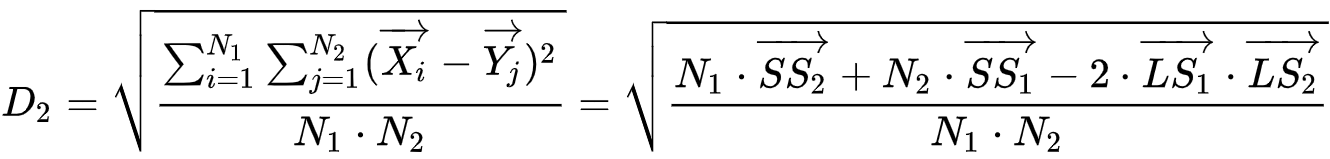 $D_2 = \sqrt{\frac{\sum_{i=1}^{N_1} \sum_{j=1}^{N_2} (\overrightarrow{X_i} - \overrightarrow{Y_j})^2}{N_1 \cdot N_2}} = \sqrt{\frac{N_1 \cdot \overrightarrow{SS_2} + N_2 \cdot \overrightarrow{SS_1} - 2 \cdot \overrightarrow{LS_1} \cdot \overrightarrow{LS_2}}{N_1 \cdot N_2}}$